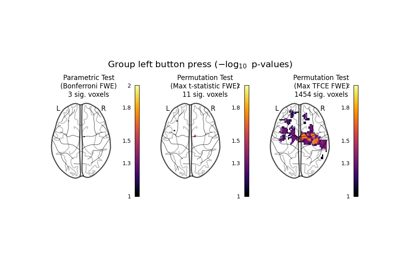 Group left button press (−log₁₀ p-values)
Parametric Test
(Bonferroni FWE)
3 sig. voxels
Permutation Test
(Max t-statistic FWE)
11 sig. voxels
Permutation Test
(Max TFCE FWE)
1454 sig. voxels
L R
2
1.8
1.5
1.3
1
L R
2
1.8
1.5
1.3
1
L R
2
1.8
1.5
1.3
1